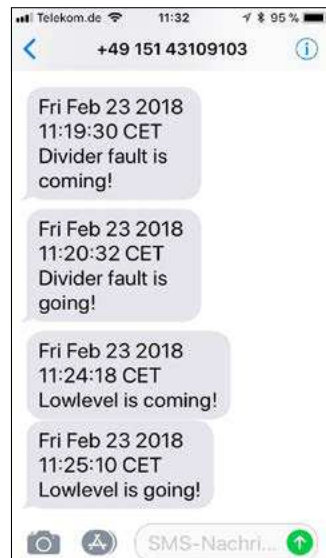 Telekom.de 11:32 95 %
+49 151 43109103
Fri Feb 23 2018
11:19:30 CET
Divider fault is
coming!
Fri Feb 23 2018
11:20:32 CET
Divider fault is
going!
Fri Feb 23 2018
11:24:18 CET
Lowlevel is coming!
Fri Feb 23 2018
11:25:10 CET
Lowlevel is going!
SMS-Nachri...